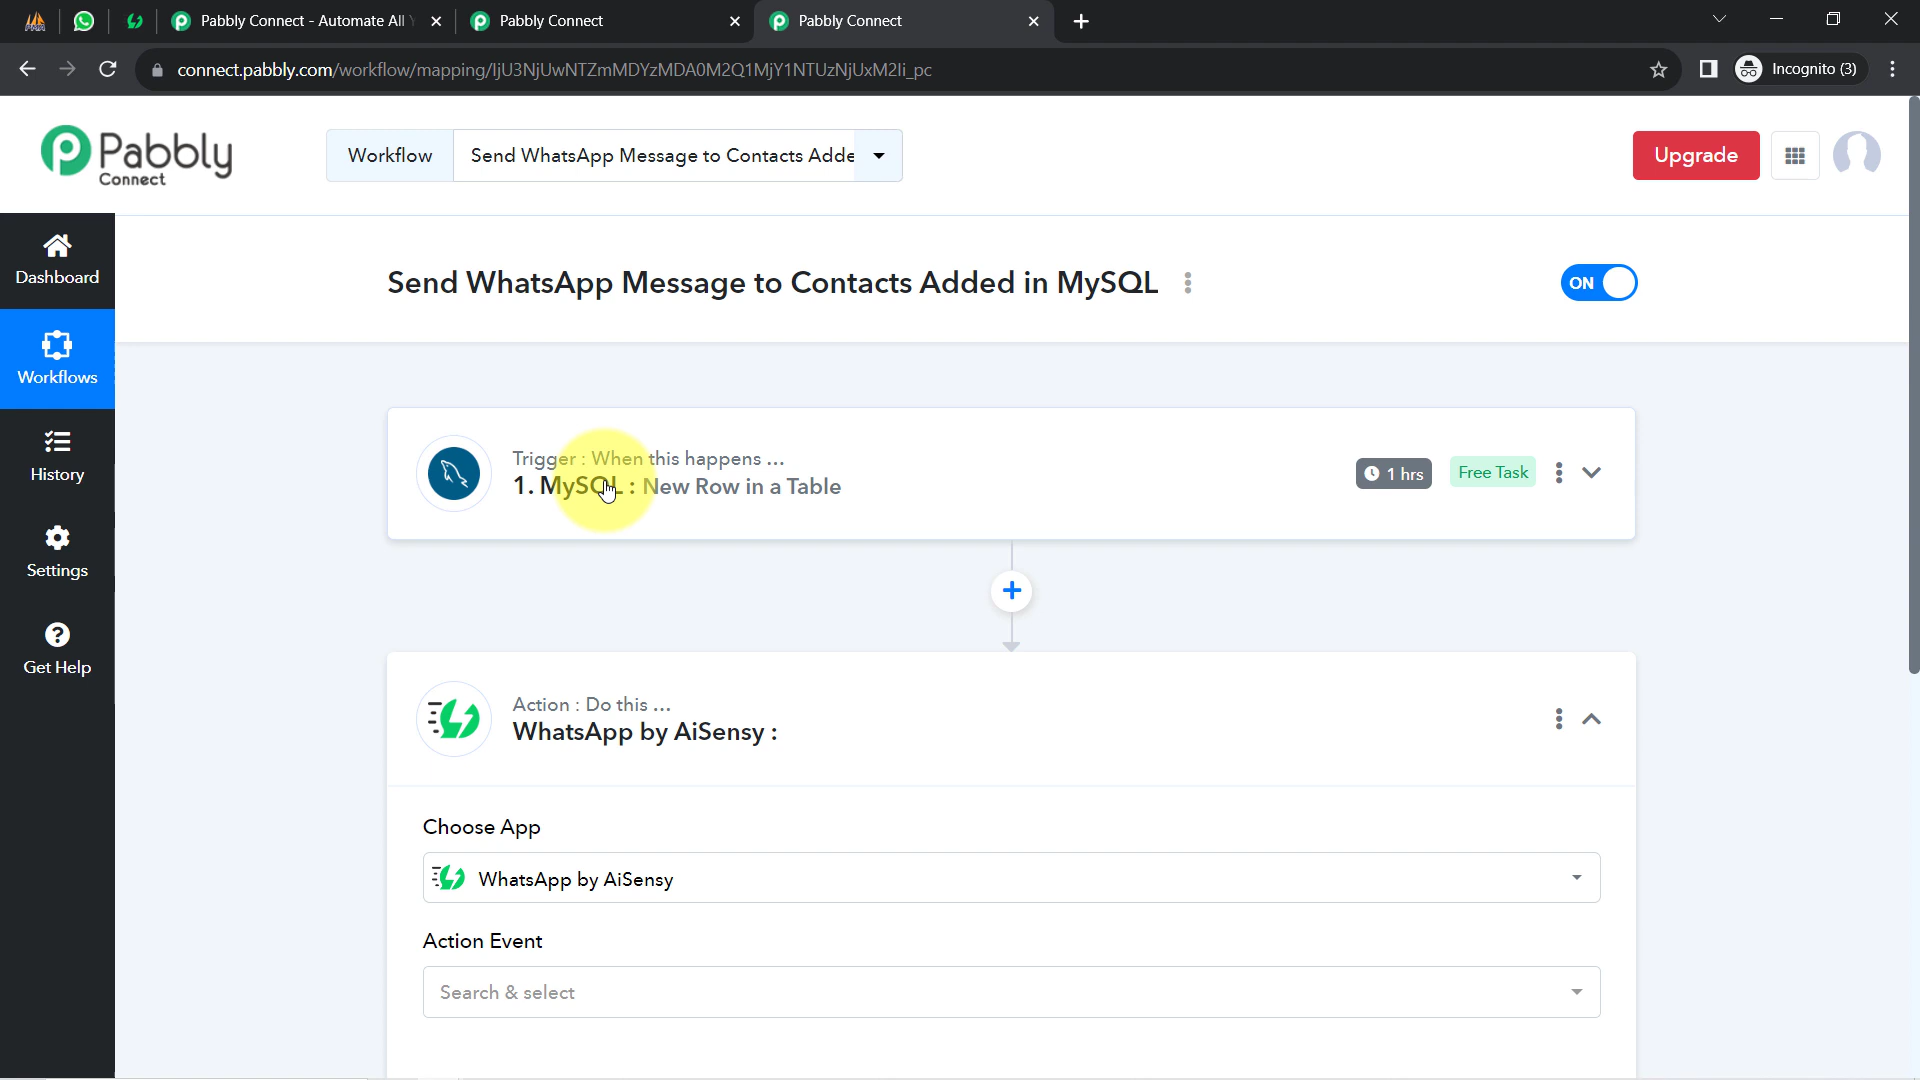 Pabbly Connect - Automate All Y
Pabbly Connect
Pabbly Connect
connect.pabbly.com/workflow/mapping/IjU3NjUwNTZmMDYzMDA0M2Q1MjY1NTUzNjUxM2Ii_pc
Incognito (3)
Pabbly
Connect
Workflow
Send WhatsApp Message to Contacts Adde
Upgrade
Dashboard
Workflows
History
Settings
Get Help
Send WhatsApp Message to Contacts Added in MySQL
ON
Trigger : When this happens ...
1. MySQL : New Row in a Table
1 hrs
Free Task
Action : Do this ...
WhatsApp by AiSensy :
Choose App
WhatsApp by AiSensy
Action Event
Search & select